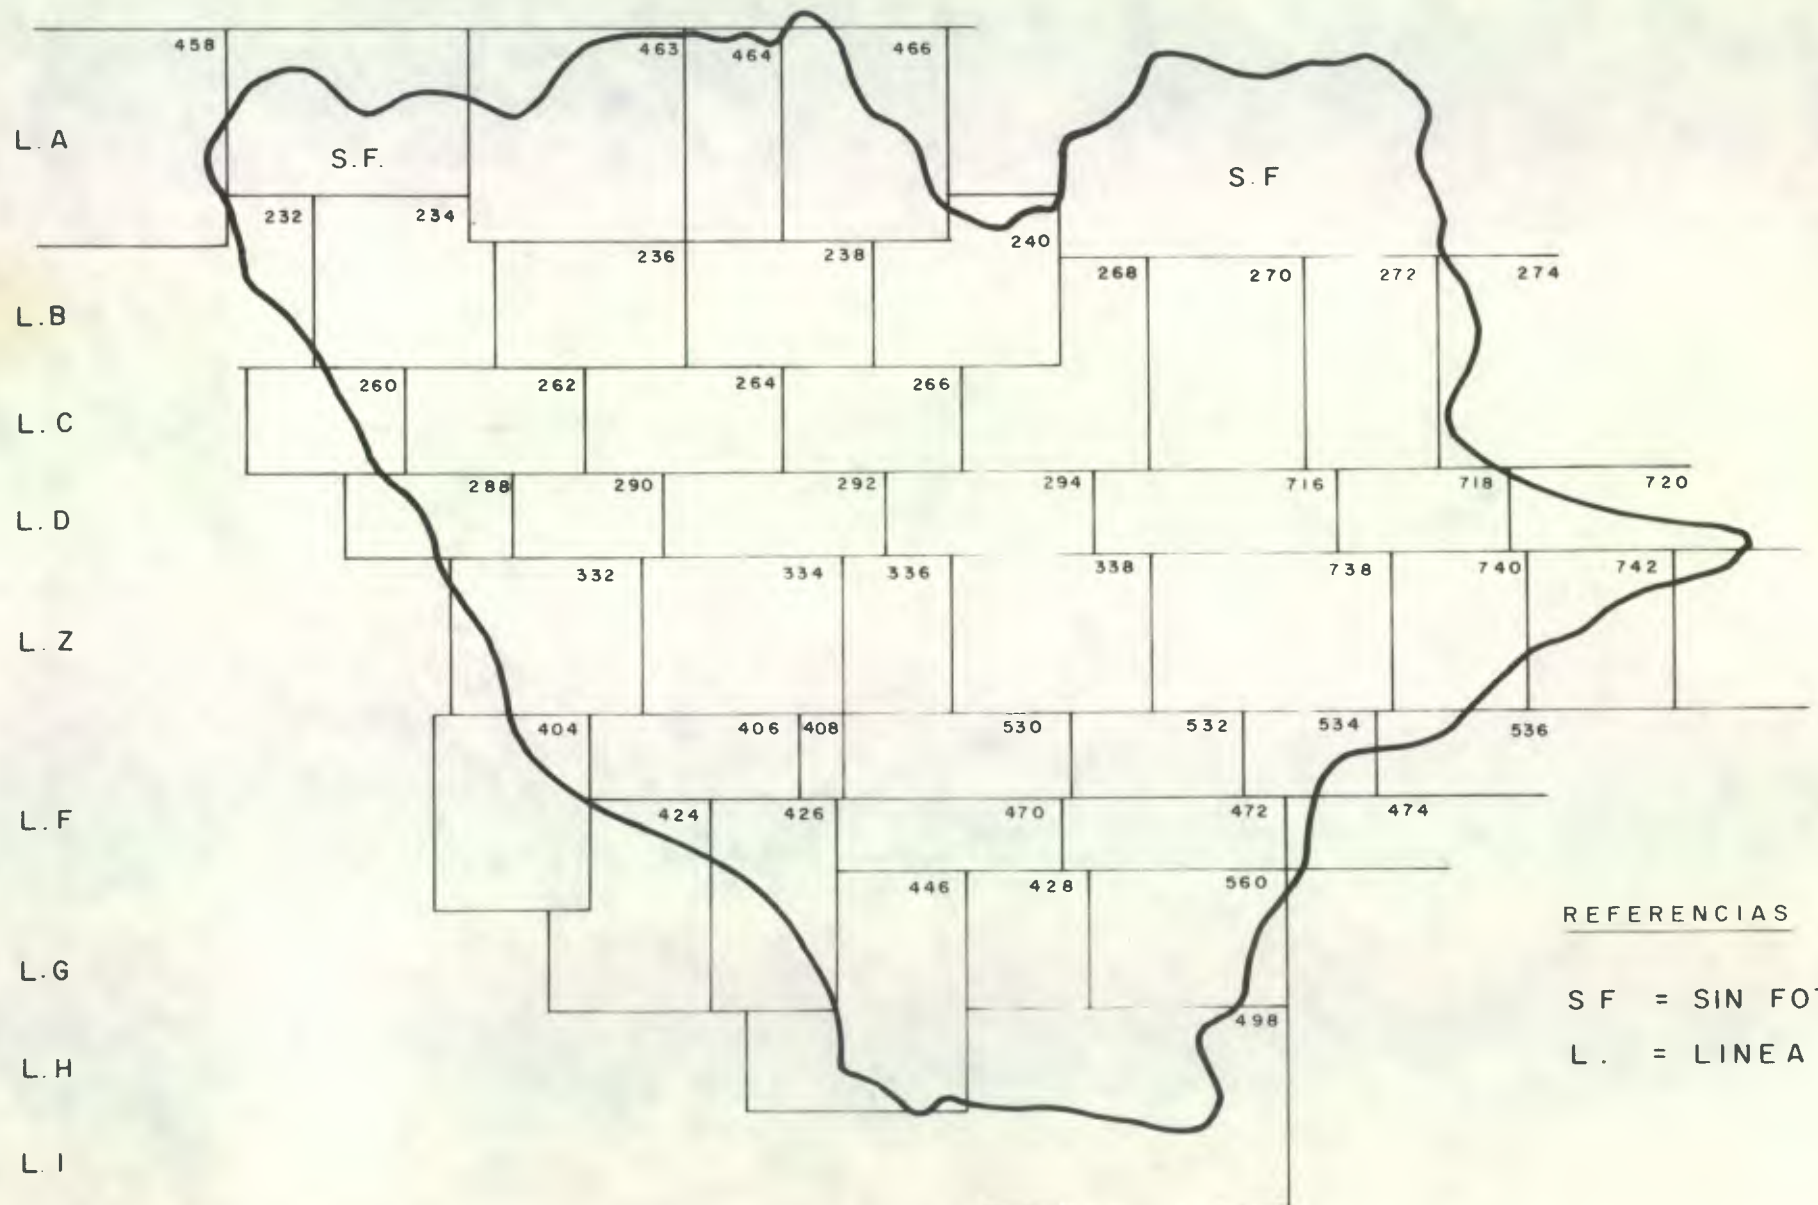 458 463 464 466
L.A S.F. S.F
232 234 236 238 240 268 270 272 274
L.B
260 262 264 266
L.C
288 290 292 294 716 718 720
L.D
332 334 336 338 738 740 742
L.Z
404 406 408 530 532 534 536
424 426 470 472 474
L.F
446 428 560
REFERENCIAS
L.G
SF = SIN
498
L.H
L. = LINEA
L.I